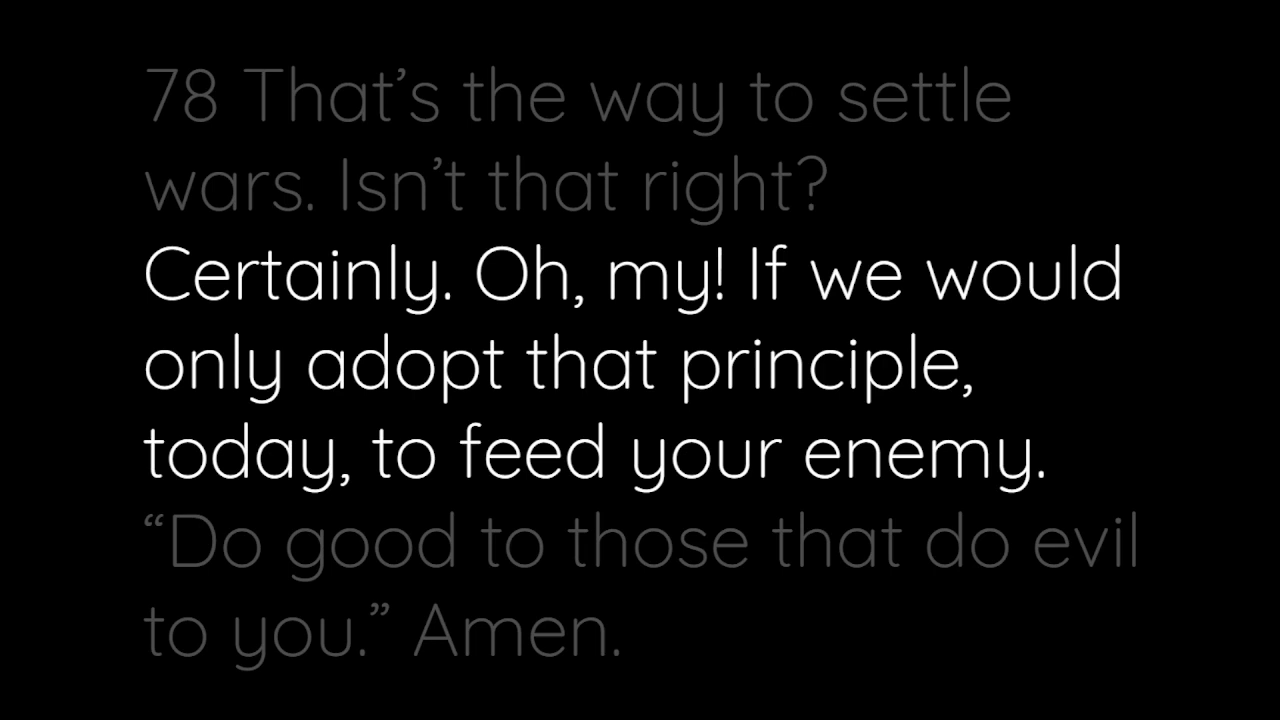 78 That’s the way to settle
wars. Isn’t that right?
Certainly. Oh, my! If we would
only adopt that principle,
today, to feed your enemy.
“Do good to those that do evil
to you.” Amen.